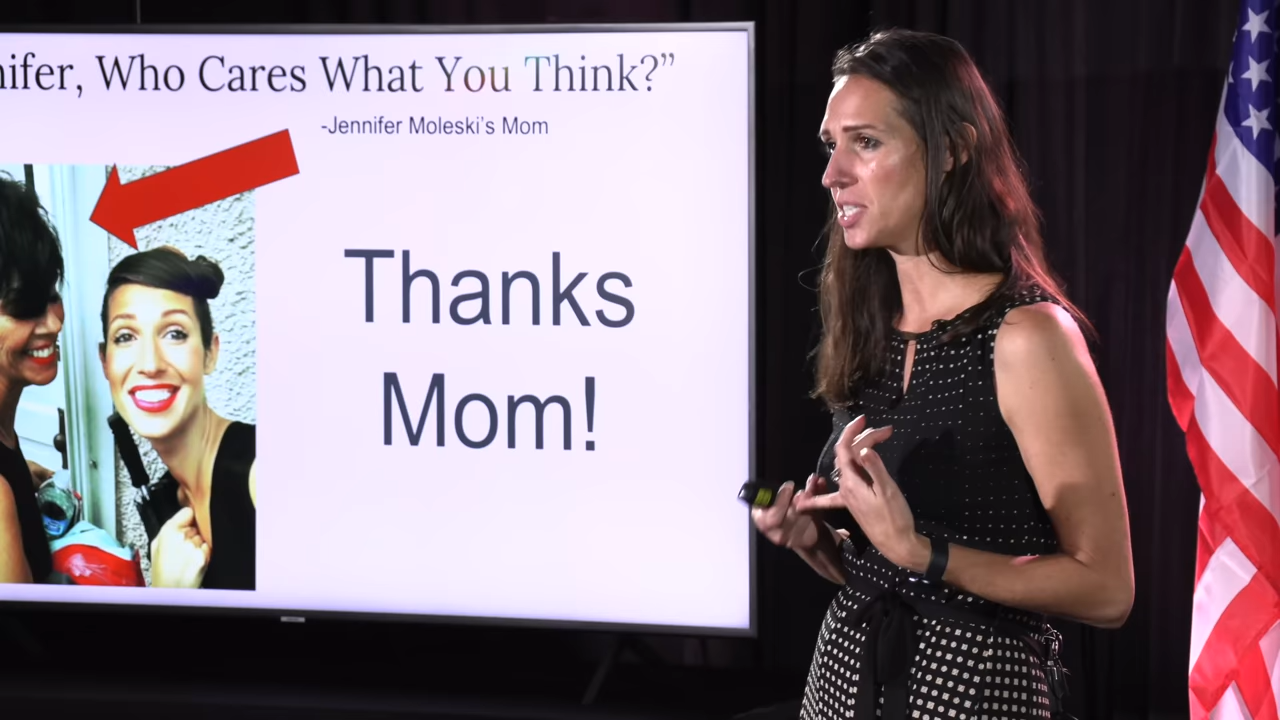 nifer, Who Cares What You Think?”
-Jennifer Moleski's Mom
Thanks
Mom!